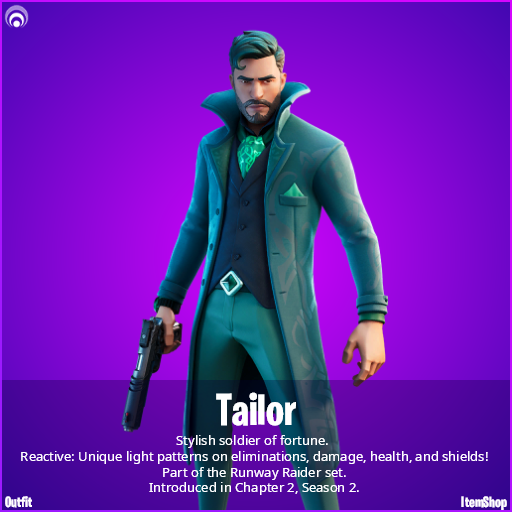 Tailor
Stylish soldier of fortune.
Reactive: Unique light patterns on eliminations, damage, health, and shields!
Part of the Runway Raider set.
Introduced in Chapter 2, Season 2.
Outfit
ItemShop